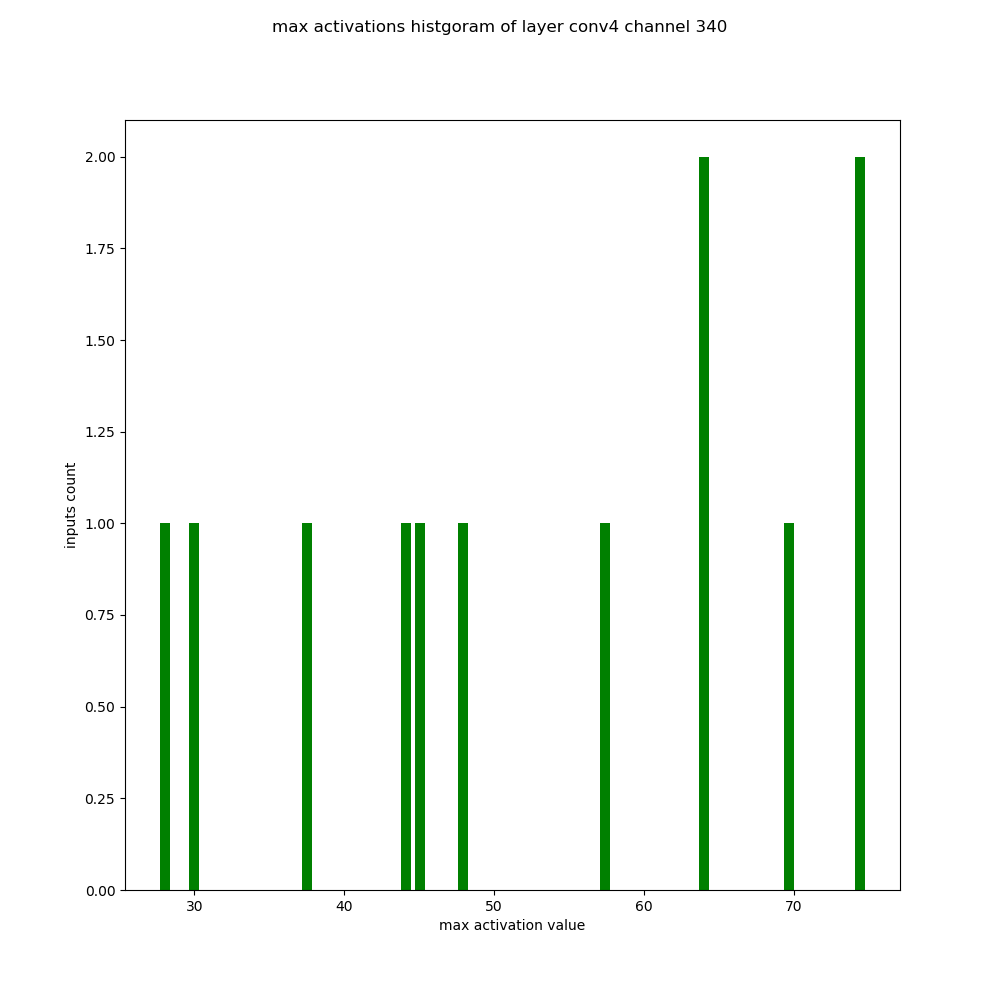 max activations histgoram of layer conv4 channel 340
2.00
1.75
1.50
1.25
1.00
0.75
0.50
0.25
0.00
inputs count
30 40 50 60 70
max activation value